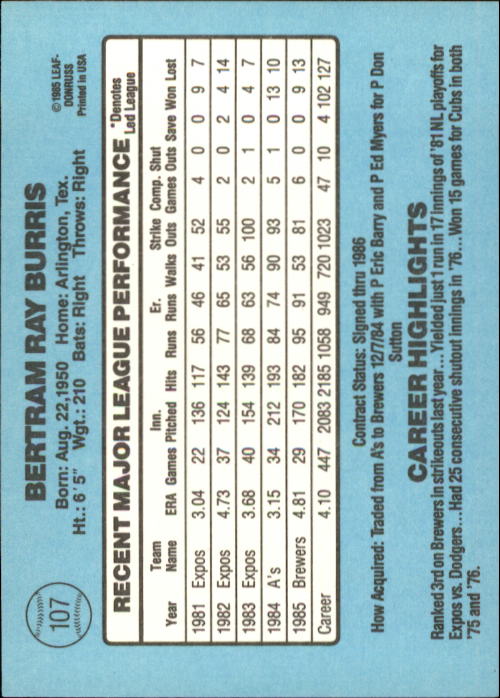 107
BERTRAM RAY BURRIS
Born: Aug. 22, 1950 Home: Arlington, Tex.
Ht.: 6'5" Wgt.: 210 Bats: Right Throws: Right
©1985 LEAF-
DONRUSS
Printed in USA
RECENT MAJOR LEAGUE PERFORMANCE
*Denotes
Led League
Team Inn. Er. Strike Comp. Shut
Year Name ERA Games Pitched Hits Runs Runs Walks Outs Games Outs Save Won Lost
1981 Expos 3.04 22 136 117 56 46 41 52 4 0 0 9 7
1982 Expos 4.73 37 124 143 77 65 53 55 2 0 2 4 14
1983 Expos 3.68 40 154 139 68 63 56 100 2 1 0 4 7
1984 A's 3.15 34 212 193 84 74 90 93 5 1 0 13 10
1985 Brewers 4.81 29 170 182 95 91 53 81 6 0 0 9 13
Career 4.10 447 2083 2185 1058 949 720 1023 47 10 4 102 127
Contract Status: Signed thru 1986
How Acquired: Traded from A's to Brewers 12/7/84 with P Eric Barry and P Ed Myers for P Don
Sutton
CAREER HIGHLIGHTS
Ranked 3rd on Brewers in strikeouts last year... Yielded just 1 run in 17 innings of '81 NL playoffs for
Expos vs. Dodgers...Had 25 consecutive shutout innings in '76...Won 15 games for Cubs in both
'75 and '76.